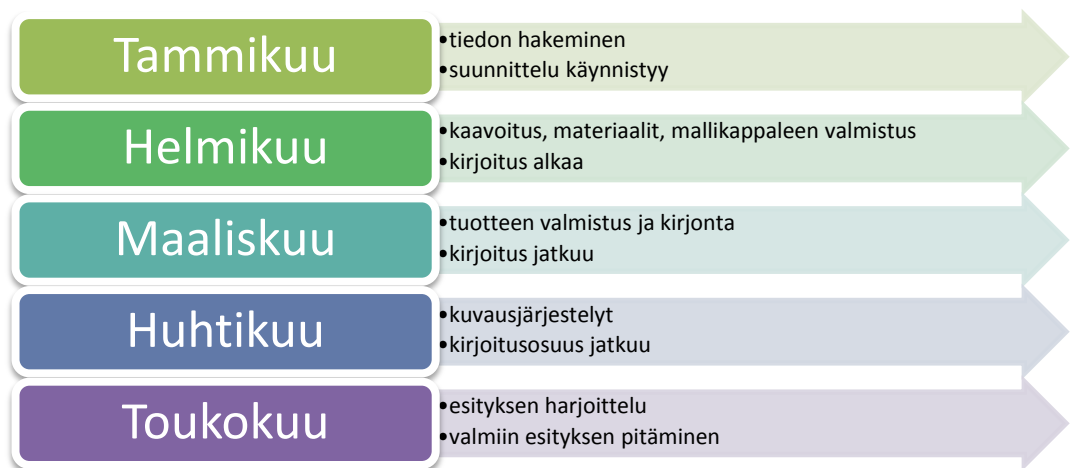 Tammikuu
•tiedon hakeminen
•suunnittelu käynnistyy
Helmikuu
•kaavoitus, materiaalit, mallikappaleen valmistus
•kirjoitus alkaa
Maaliskuu
•tuotteen valmistus ja kirjonta
•kirjoitus jatkuu
Huhtikuu
•kuvausjärjestelyt
•kirjoitusosuus jatkuu
Toukokuu
•esityksen harjoittelu
•valmiin esityksen pitäminen